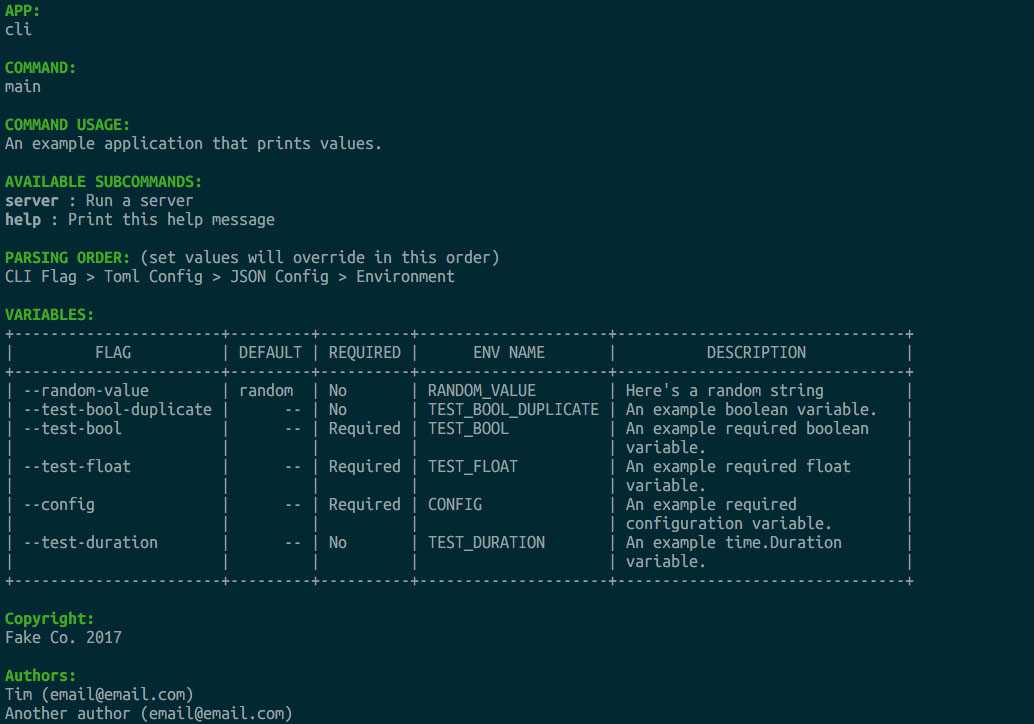 APP:
cli
COMMAND:
main
COMMAND USAGE:
An example application that prints values.
AVAILABLE SUBCOMMANDS:
server : Run a server
help : Print this help message
PARSING ORDER: (set values will override in this order)
CLI Flag > Toml Config > JSON Config > Environment
VARIABLES:
+-----------------------+---------+----------+---------------------+--------------------------------+
|         FLAG          | DEFAULT | REQUIRED |      ENV NAME       |          DESCRIPTION           |
+-----------------------+---------+----------+---------------------+--------------------------------+
| --random-value        | random  | No       | RANDOM_VALUE        | Here's a random string         |
| --test-bool-duplicate |      -- | No       | TEST_BOOL_DUPLICATE | An example boolean variable.   |
| --test-bool           |      -- | Required | TEST_BOOL           | An example required boolean    |
|                       |         |          |                     | variable.                      |
| --test-float          |      -- | Required | TEST_FLOAT          | An example required float      |
|                       |         |          |                     | variable.                      |
| --config              |      -- | Required | CONFIG              | An example required            |
|                       |         |          |                     | configuration variable.        |
| --test-duration       |      -- | No       | TEST_DURATION       | An example time.Duration       |
|                       |         |          |                     | variable.                      |
+-----------------------+---------+----------+---------------------+--------------------------------+
Copyright:
Fake Co. 2017
Authors:
Tim (email@email.com)
Another author (email@email.com)